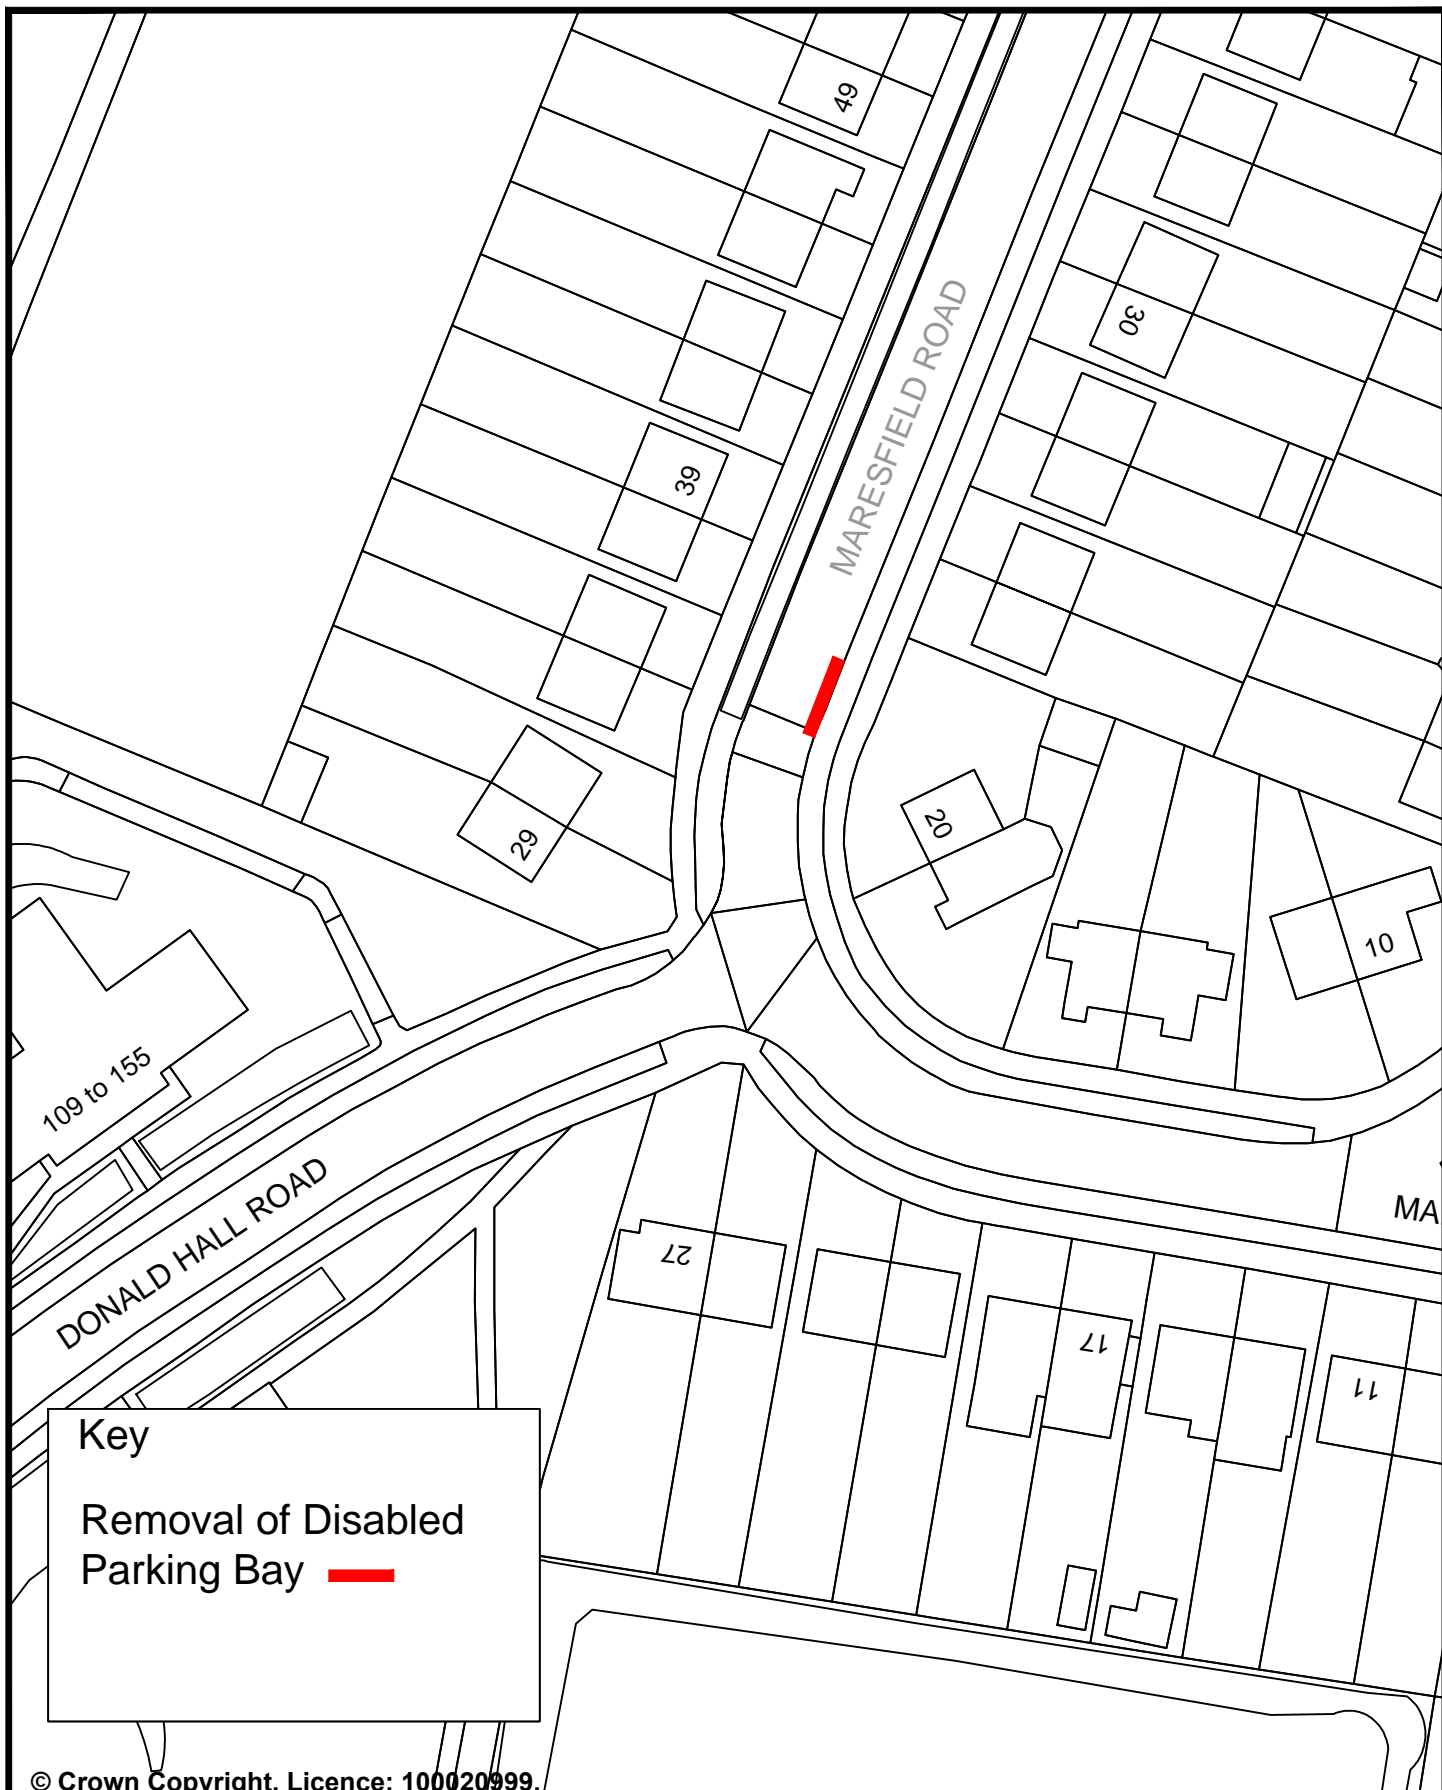 49
MARESFIELD ROAD
30
39
29
20
10
109 to 155
DONALD HALL ROAD
MA
27
17
11
Key
Removal of Disabled
Parking Bay
© Crown Copyright. Licence: 100020999.